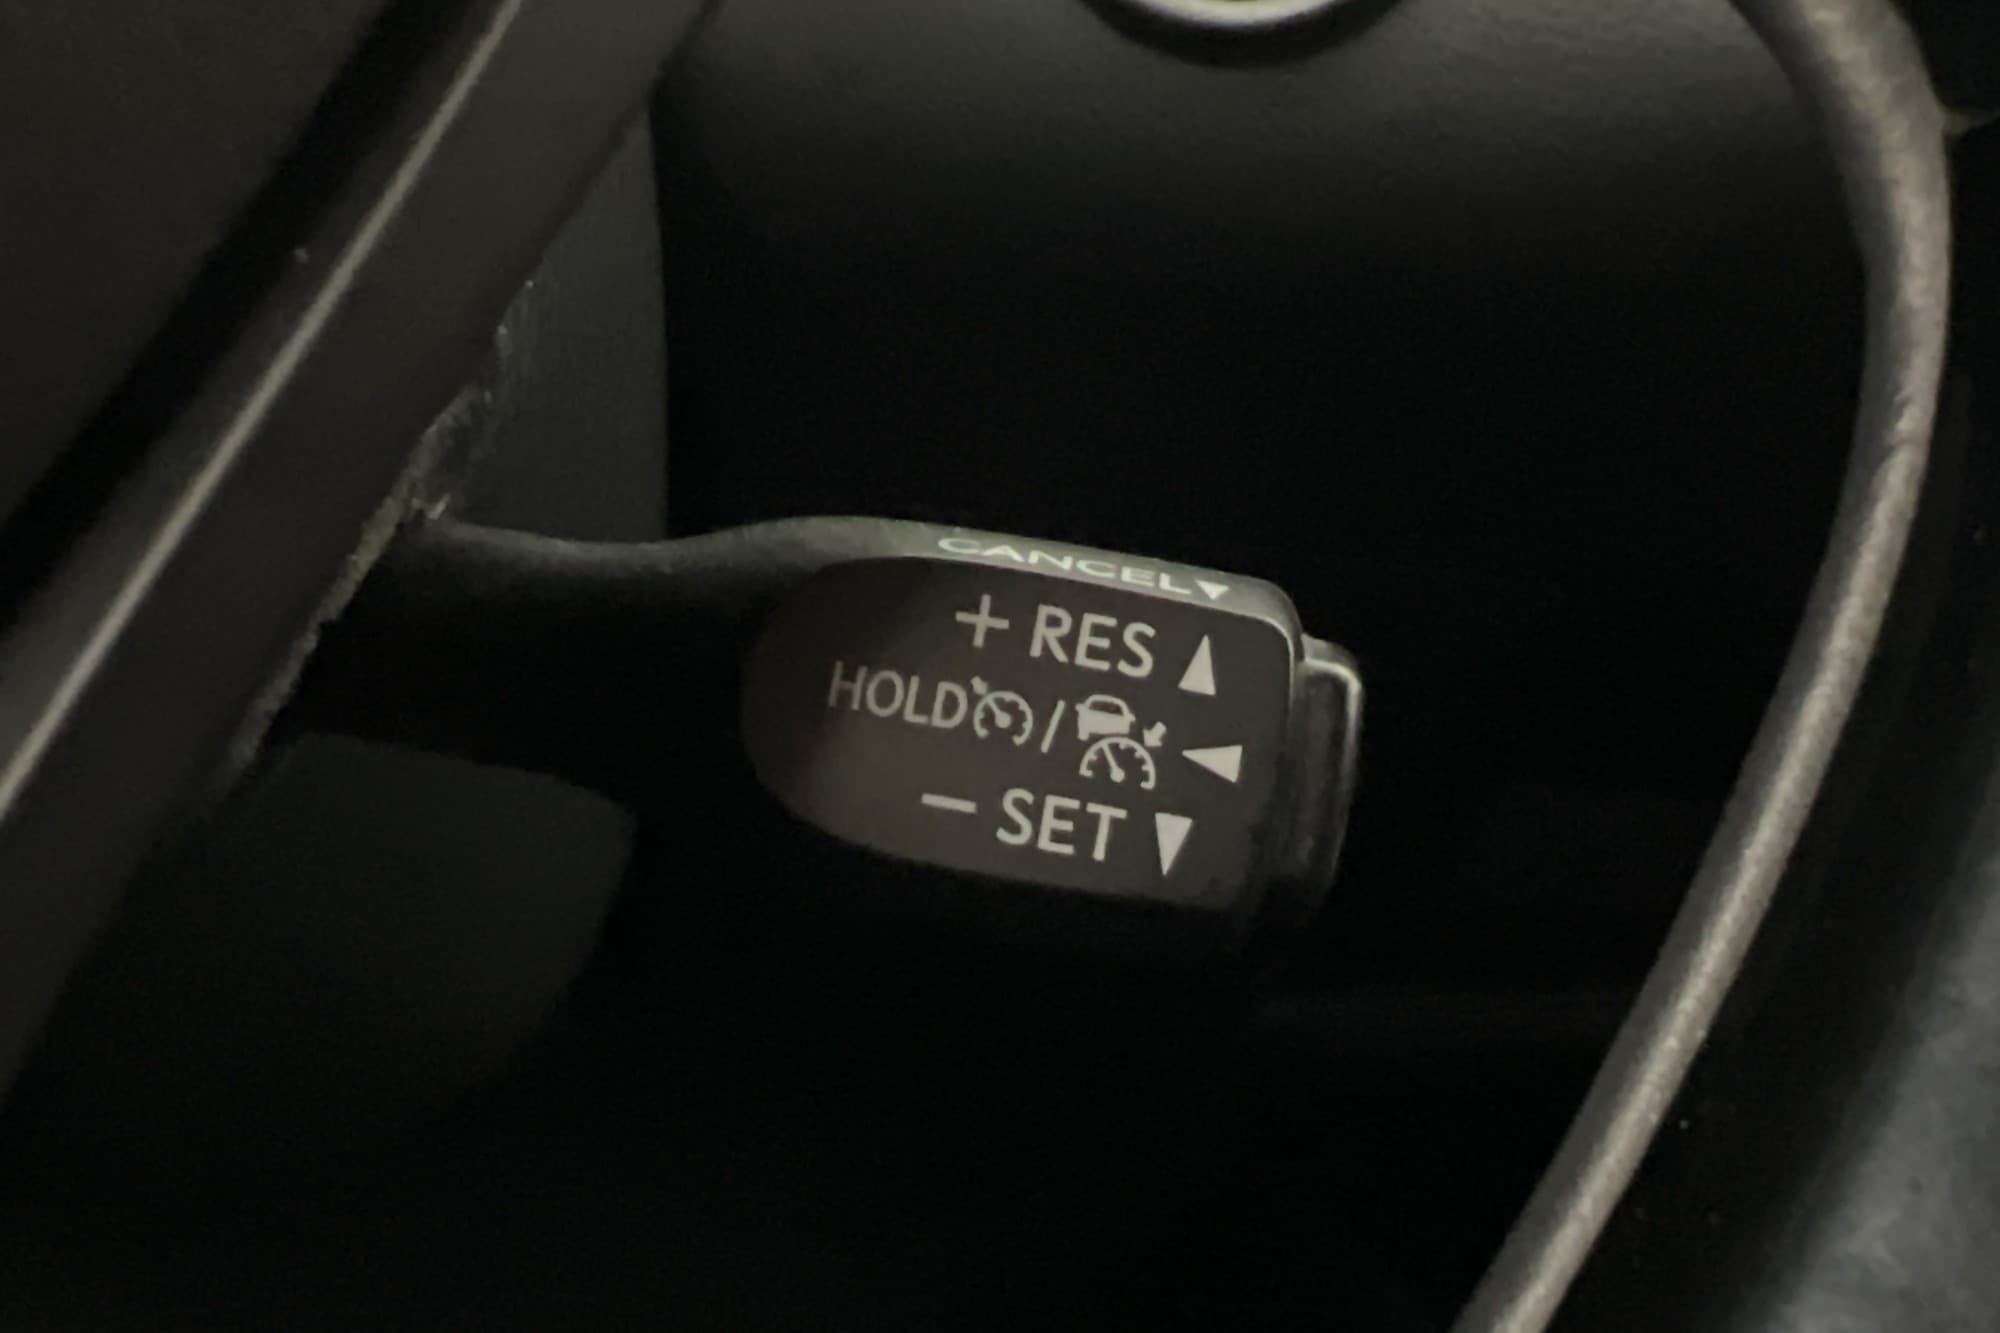 CANCEL▼
+ RES ▲
HOLD / ◀
− SET ▼